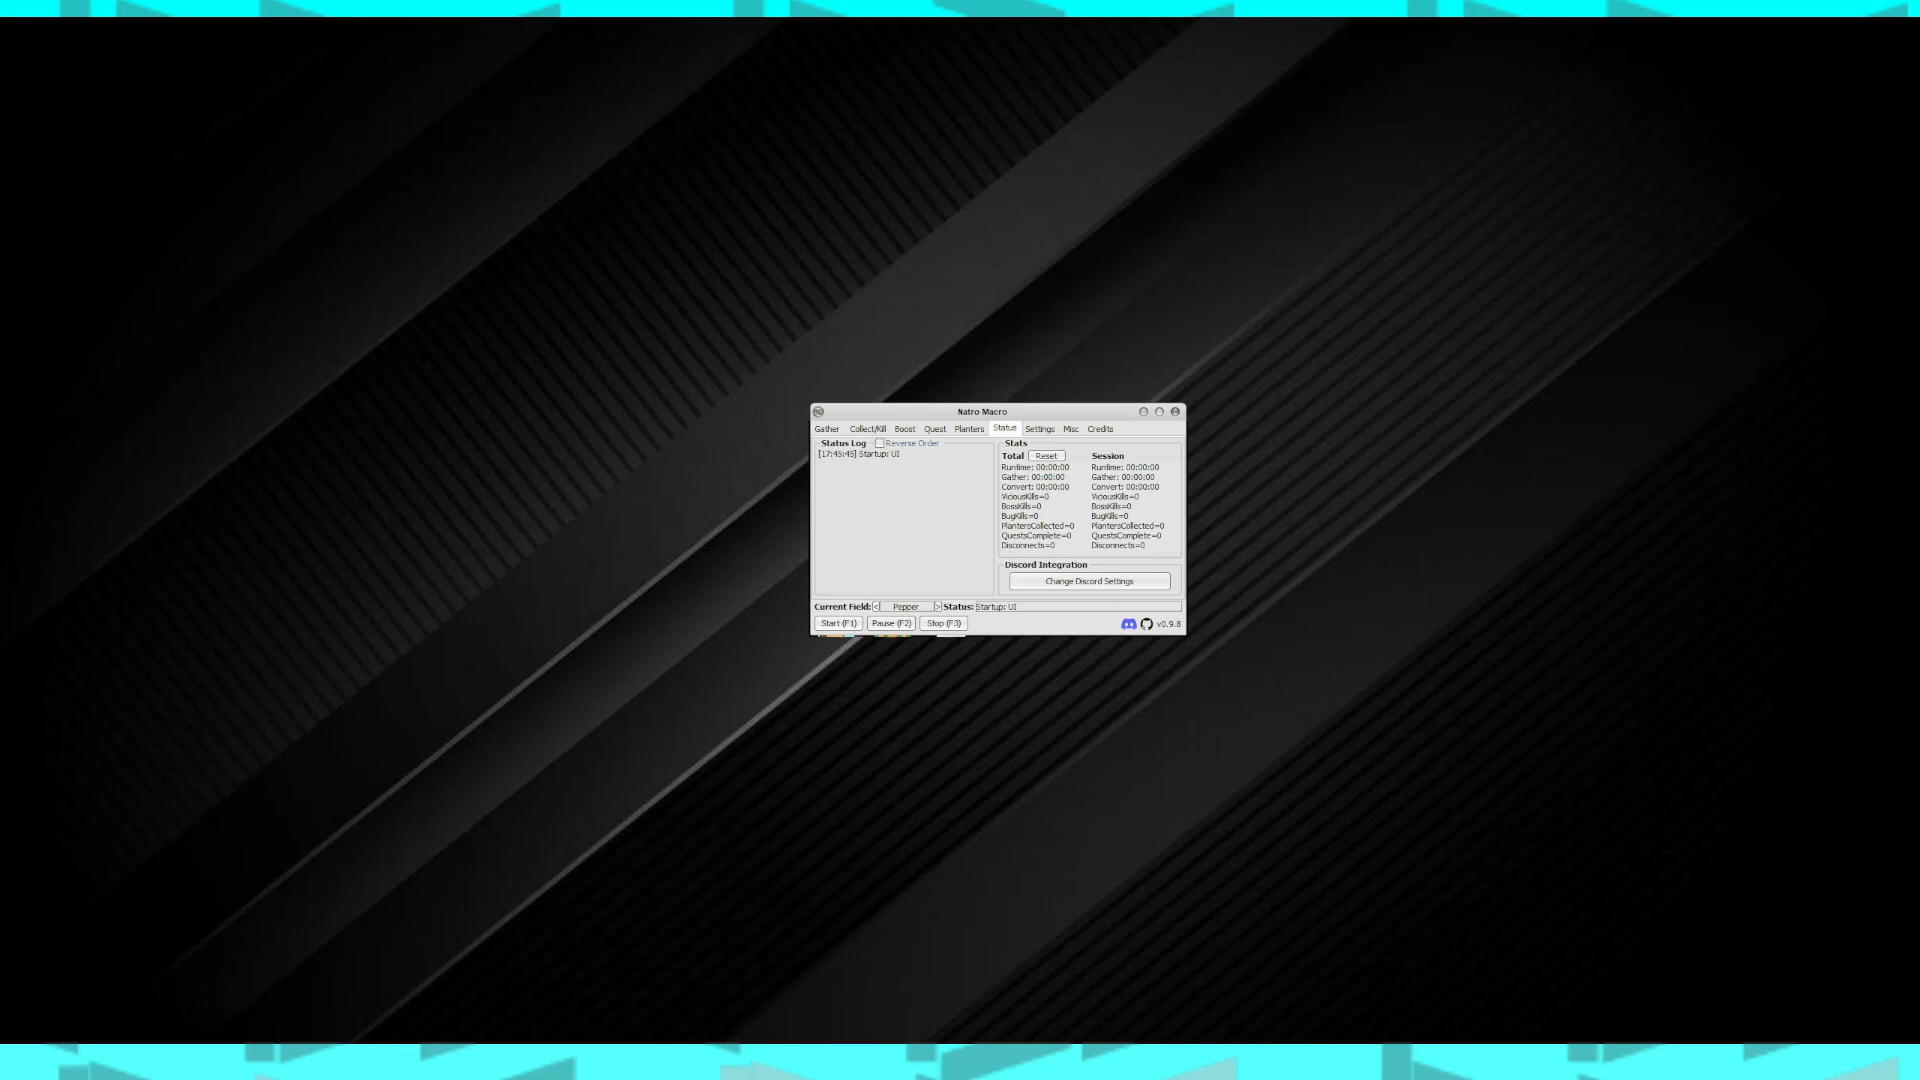 Natro Macro
Gather Collect/Kill Boost Quest Planters Status Settings Misc Credits
Status Log Reverse Order
[17:45:45] Startup: UI
Stats
Total Reset Session
Runtime: 00:00:00 Runtime: 00:00:00
Gather: 00:00:00 Gather: 00:00:00
Convert: 00:00:00 Convert: 00:00:00
ViciousKills=0 ViciousKills=0
BossKills=0 BossKills=0
BugKills=0 BugKills=0
PlantersCollected=0 PlantersCollected=0
QuestsComplete=0 QuestsComplete=0
Disconnects=0 Disconnects=0
Discord Integration
Change Discord Settings
Current Field: < Pepper > Status: Startup: UI
Start (F1) Pause (F2) Stop (F3) v0.9.8